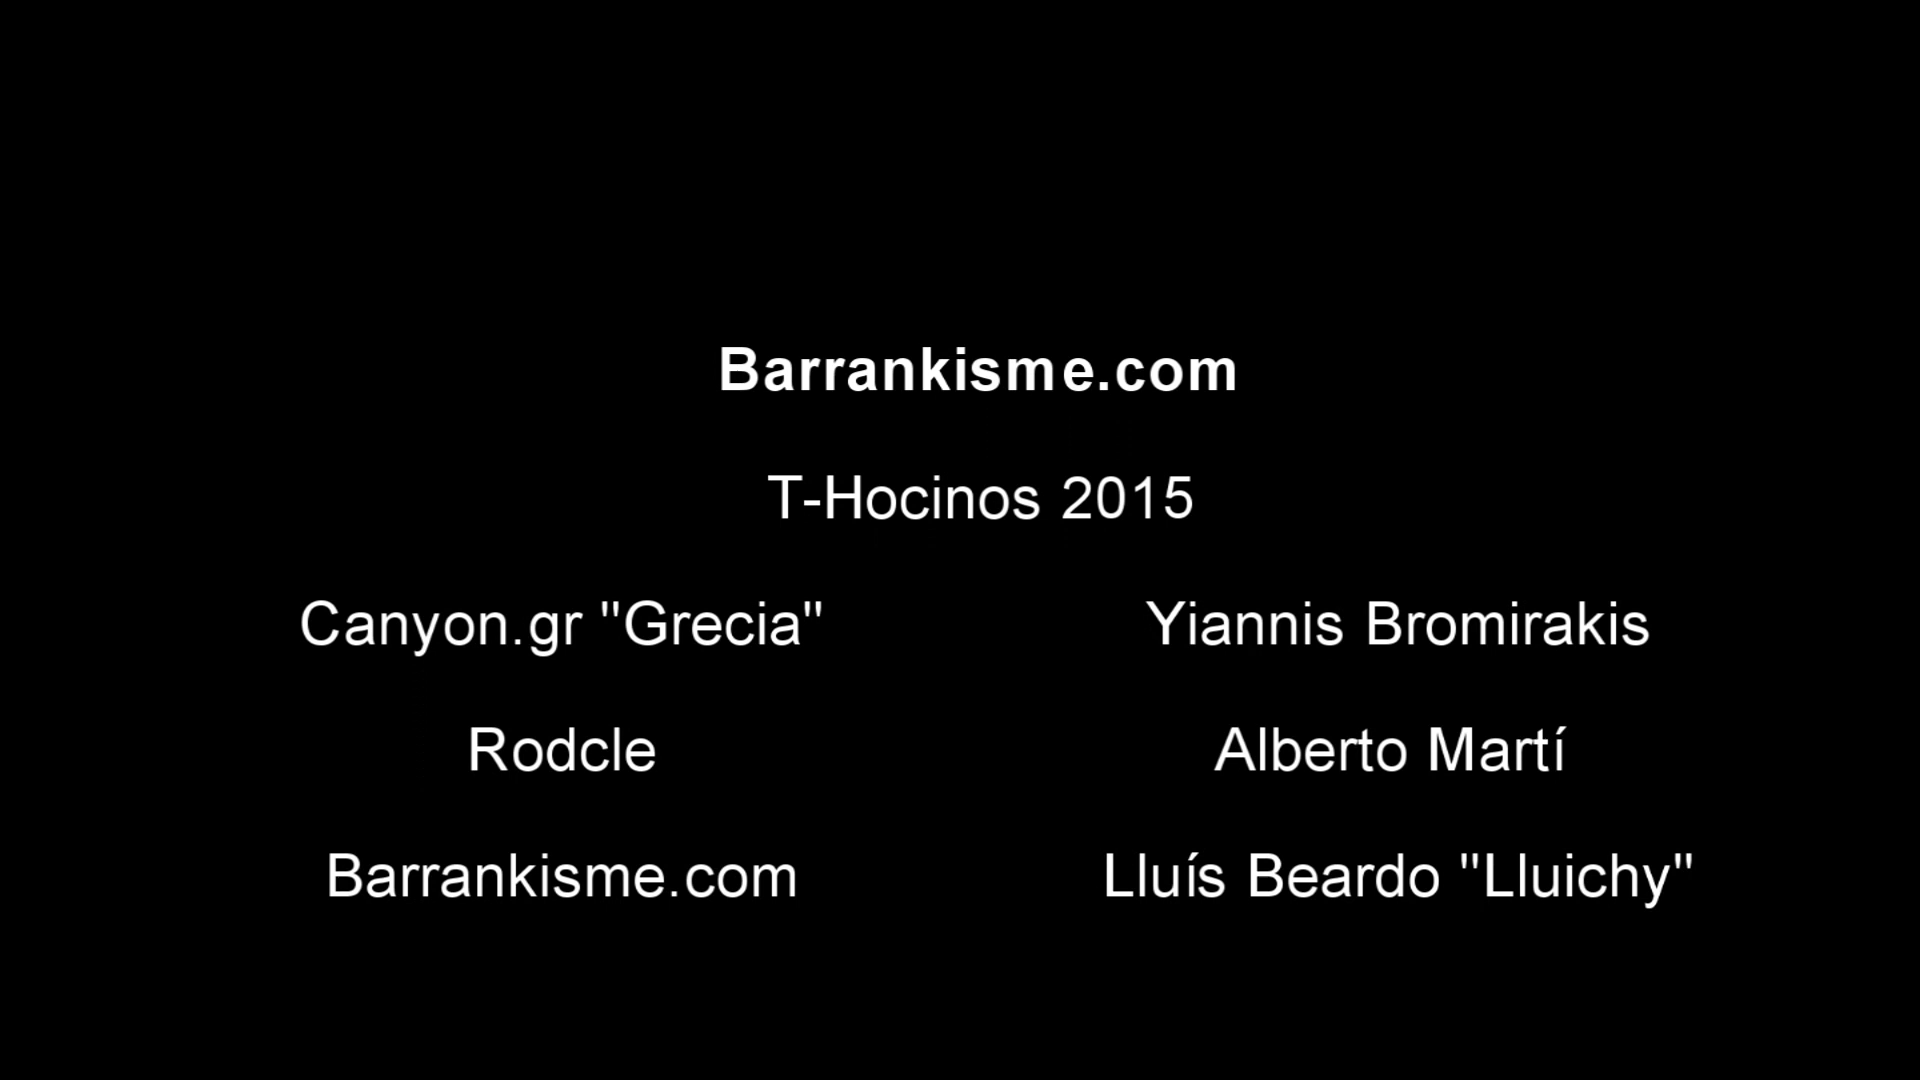 Barrankisme.com
T-Hocinos 2015
Canyon.gr "Grecia" Yiannis Bromirakis
Rodcle Alberto Martí
Barrankisme.com Lluís Beardo "Lluichy"